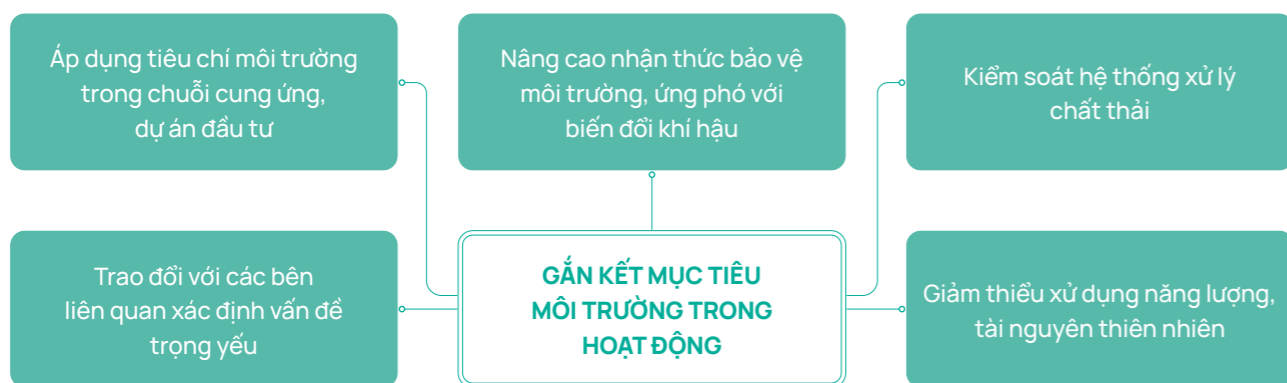 Áp dụng tiêu chí môi trường
trong chuỗi cung ứng,
dự án đầu tư
Nâng cao nhận thức bảo vệ
môi trường, ứng phó với
biến đổi khí hậu
Kiểm soát hệ thống xử lý
chất thải
Trao đổi với các bên
liên quan xác định vấn đề
trọng yếu
GẮN KẾT MỤC TIÊU
MÔI TRƯỜNG TRONG
HOẠT ĐỘNG
Giảm thiểu xử dụng năng lượng,
tài nguyên thiên nhiên